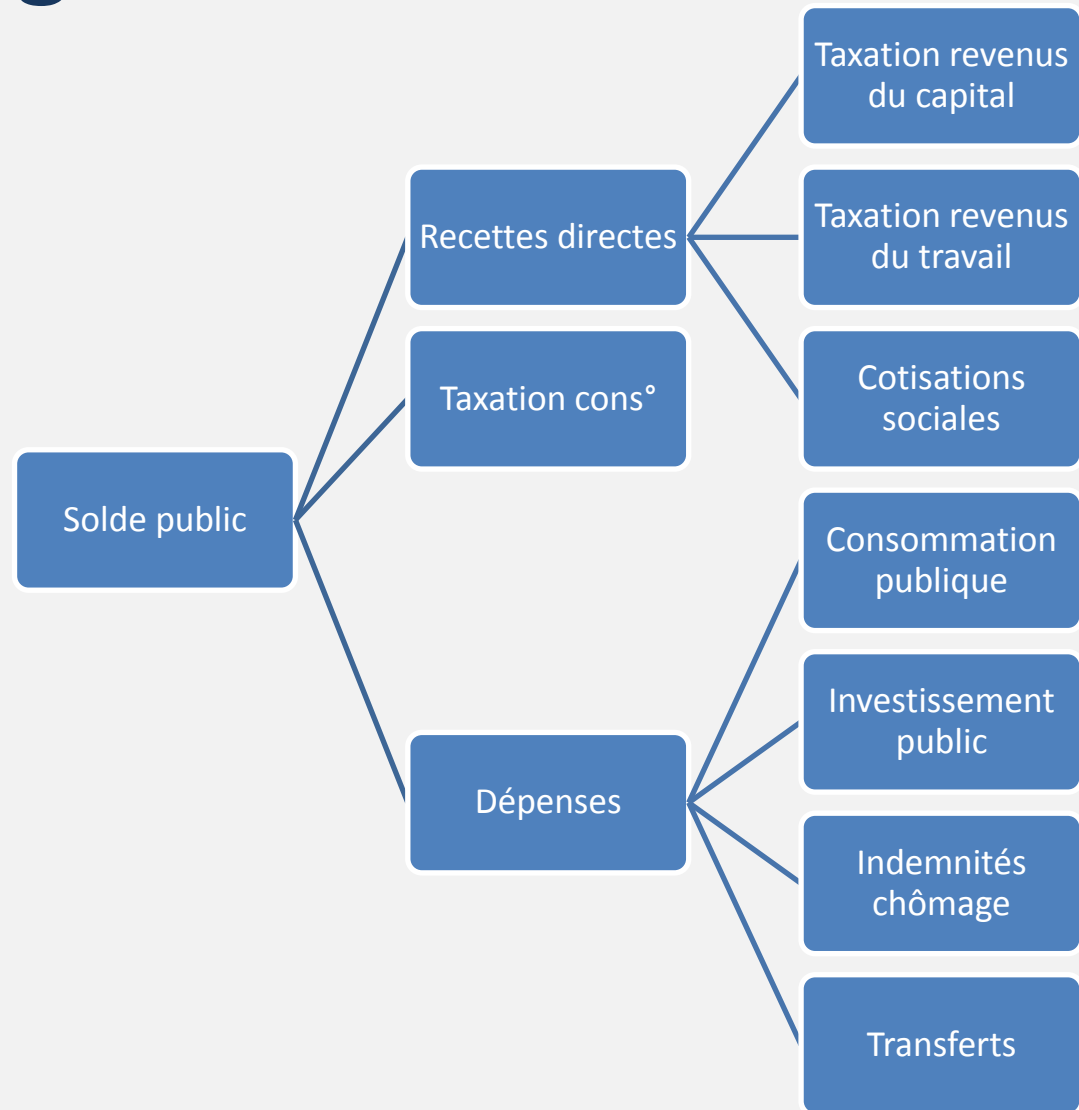 Solde public
Recettes directes
Taxation revenus
du capital
Taxation revenus
du travail
Cotisations
sociales
Taxation cons°
Dépenses
Consommation
publique
Investissement
public
Indemnités
chômage
Transferts